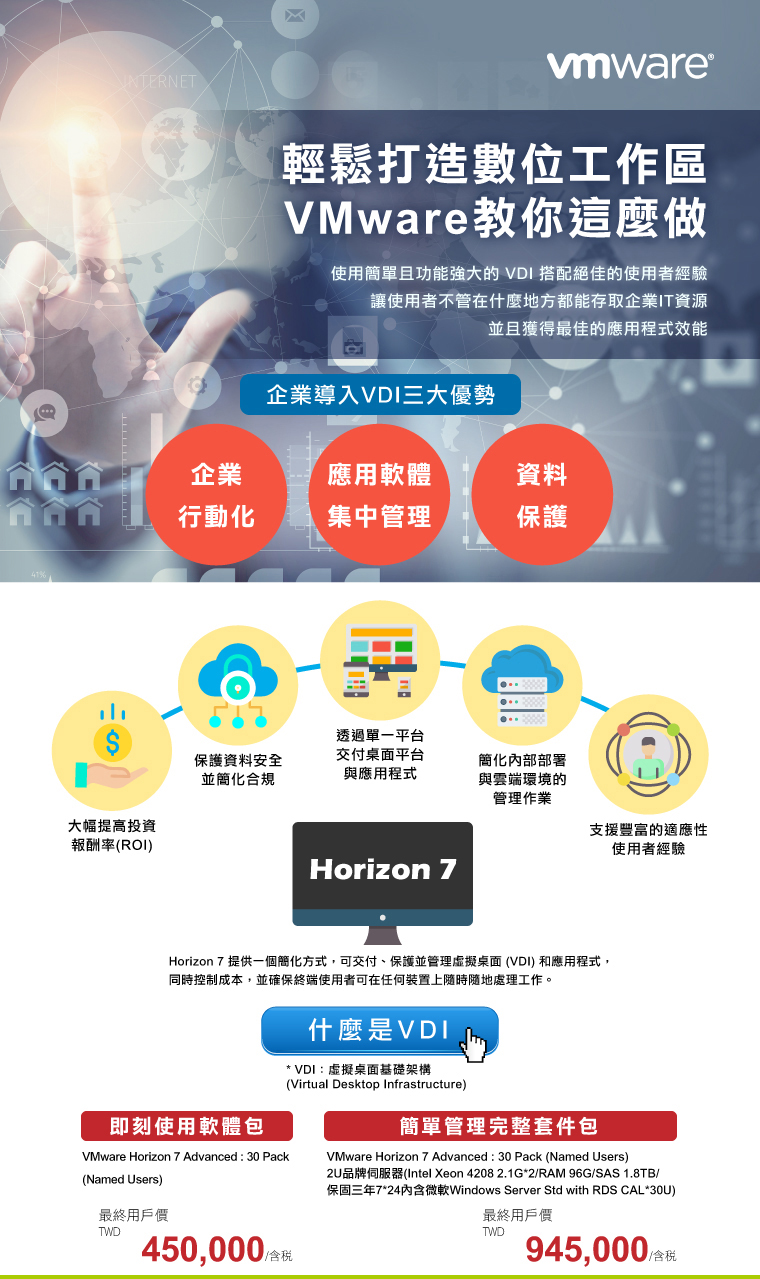 vmware®
INTERNET
輕鬆打造數位工作區
VMware教你這麼做
使用簡單且功能強大的 VDI 搭配絕佳的使用者經驗
讓使用者不管在什麼地方都能存取企業IT資源
並且獲得最佳的應用程式效能
企業導入VDI三大優勢
企業
行動化
應用軟體
集中管理
資料
保護
41%
透過單一平台
交付桌面平台
與應用程式
保護資料安全
並簡化合規
簡化內部部署
與雲端環境的
管理作業
大幅提高投資
報酬率(ROI)
支援豐富的適應性
使用者經驗
Horizon 7
Horizon 7 提供一個簡化方式，可交付、保護並管理虛擬桌面 (VDI) 和應用程式，
同時控制成本，並確保終端使用者可在任何裝置上隨時隨地處理工作。
什麼是VDI
* VDI：虛擬桌面基礎架構
(Virtual Desktop Infrastructure)
即刻使用軟體包
VMware Horizon 7 Advanced : 30 Pack
(Named Users)
最終用戶價
TWD
450,000/含稅
簡單管理完整套件包
VMware Horizon 7 Advanced : 30 Pack (Named Users)
2U品牌伺服器(Intel Xeon 4208 2.1G*2/RAM 96G/SAS 1.8TB/
保固三年7*24內含微軟Windows Server Std with RDS CAL*30U)
最終用戶價
TWD
945,000/含稅